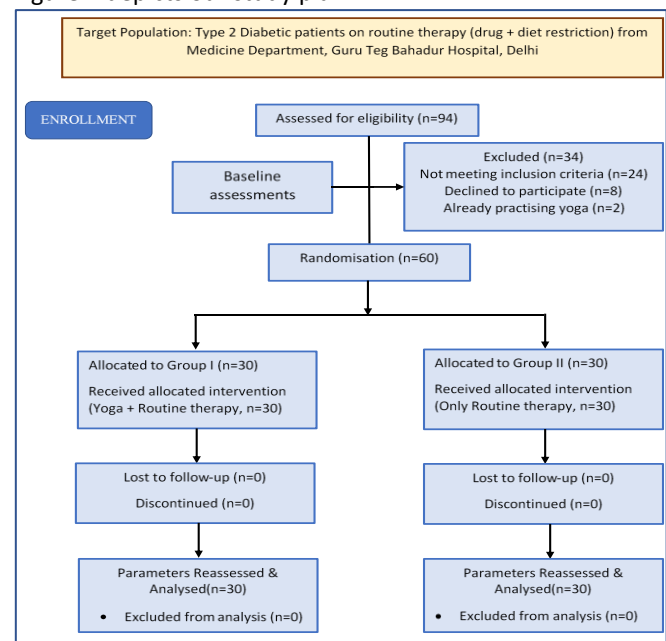 Target Population: Type 2 Diabetic patients on routine therapy (drug + diet restriction) from
Medicine Department, Guru Teg Bahadur Hospital, Delhi
ENROLLMENT
Assessed for eligibility (n=94)
Baseline
assessments
Excluded (n=34)
Not meeting inclusion criteria (n=24)
Declined to participate (n=8)
Already practising yoga (n=2)
Randomisation (n=60)
Allocated to Group I (n=30)
Received allocated intervention
(Yoga + Routine therapy, n=30)
Allocated to Group II (n=30)
Received allocated intervention
(Only Routine therapy, n=30)
Lost to follow-up (n=0)
Discontinued (n=0)
Lost to follow-up (n=0)
Discontinued (n=0)
Parameters Reassessed &
Analysed(n=30)
• Excluded from analysis (n=0)
Parameters Reassessed &
Analysed(n=30)
• Excluded from analysis (n=0)